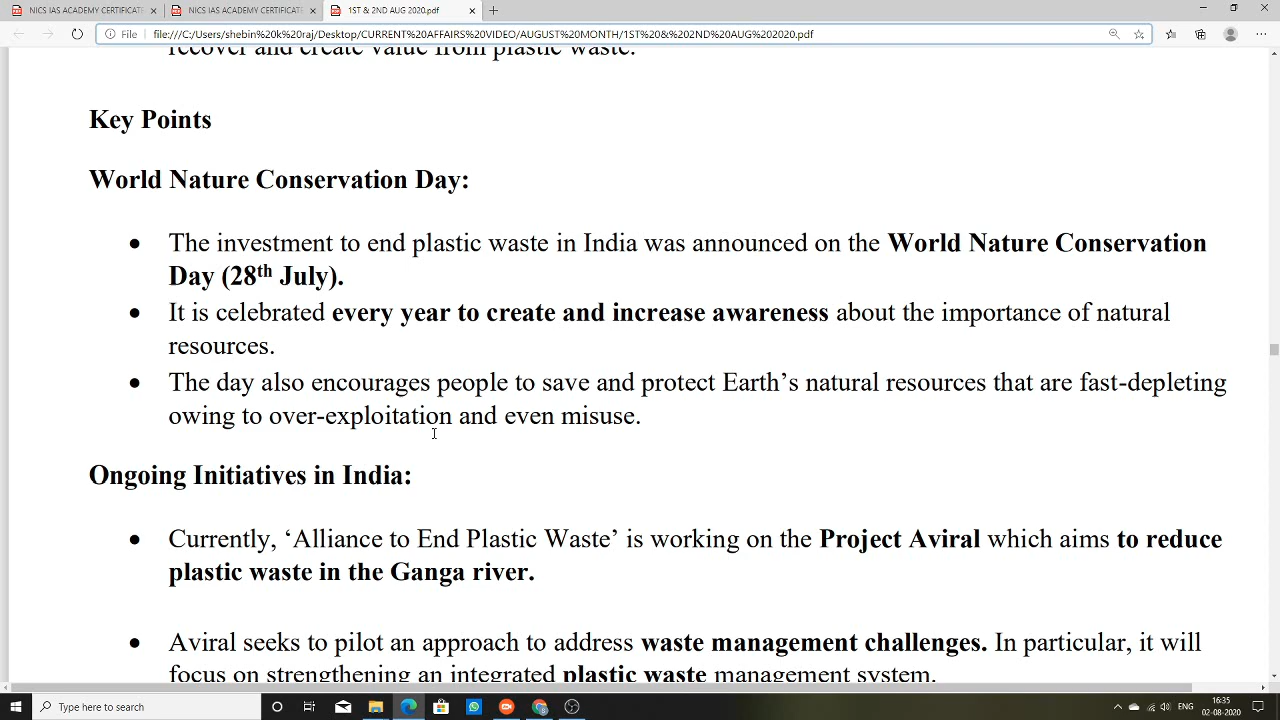 NICS IAS ACADEMY CERTIFICATE
NICS IAS ACADEMY CERTIFICATE
1ST & 2ND AUG 2020.pdf
File
file:///C:/Users/shebin%20k%20raj/Desktop/CURRENT%20AFFAIRS%20VIDEO/AUGUST%20MONTH/1ST%20&%202ND%20AUG%202020.pdf
recover and create value from plastic waste.
Key Points
World Nature Conservation Day:
• The investment to end plastic waste in India was announced on the World Nature Conservation
Day (28th July).
• It is celebrated every year to create and increase awareness about the importance of natural
resources.
• The day also encourages people to save and protect Earth’s natural resources that are fast-depleting
owing to over-exploitation and even misuse.
Ongoing Initiatives in India:
• Currently, ‘Alliance to End Plastic Waste’ is working on the Project Aviral which aims to reduce
plastic waste in the Ganga river.
• Aviral seeks to pilot an approach to address waste management challenges. In particular, it will
focus on strengthening an integrated plastic waste management system.
Type here to search
ENG
16:35
02-08-2020